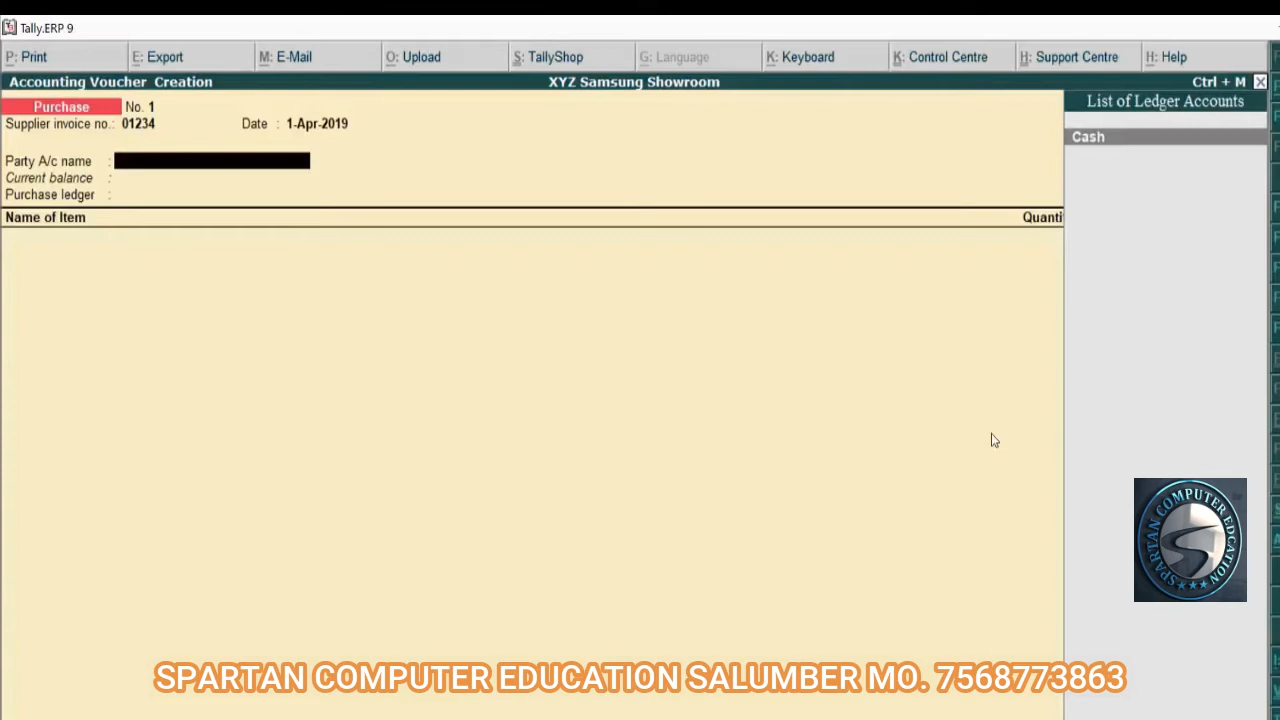 Tally.ERP 9
P: Print E: Export M: E-Mail O: Upload S: TallyShop G: Language K: Keyboard K: Control Centre H: Support Centre H: Help
Accounting Voucher Creation XYZ Samsung Showroom Ctrl + M
List of Ledger Accounts
Purchase No. 1
Supplier invoice no.: 01234 Date : 1-Apr-2019
Cash
Party A/c name :
Current balance :
Purchase ledger :
Name of Item Quanti
SPARTAN COMPUTER EDCATION
SPARTAN COMPUTER EDUCATION SALUMBER MO. 7568773863